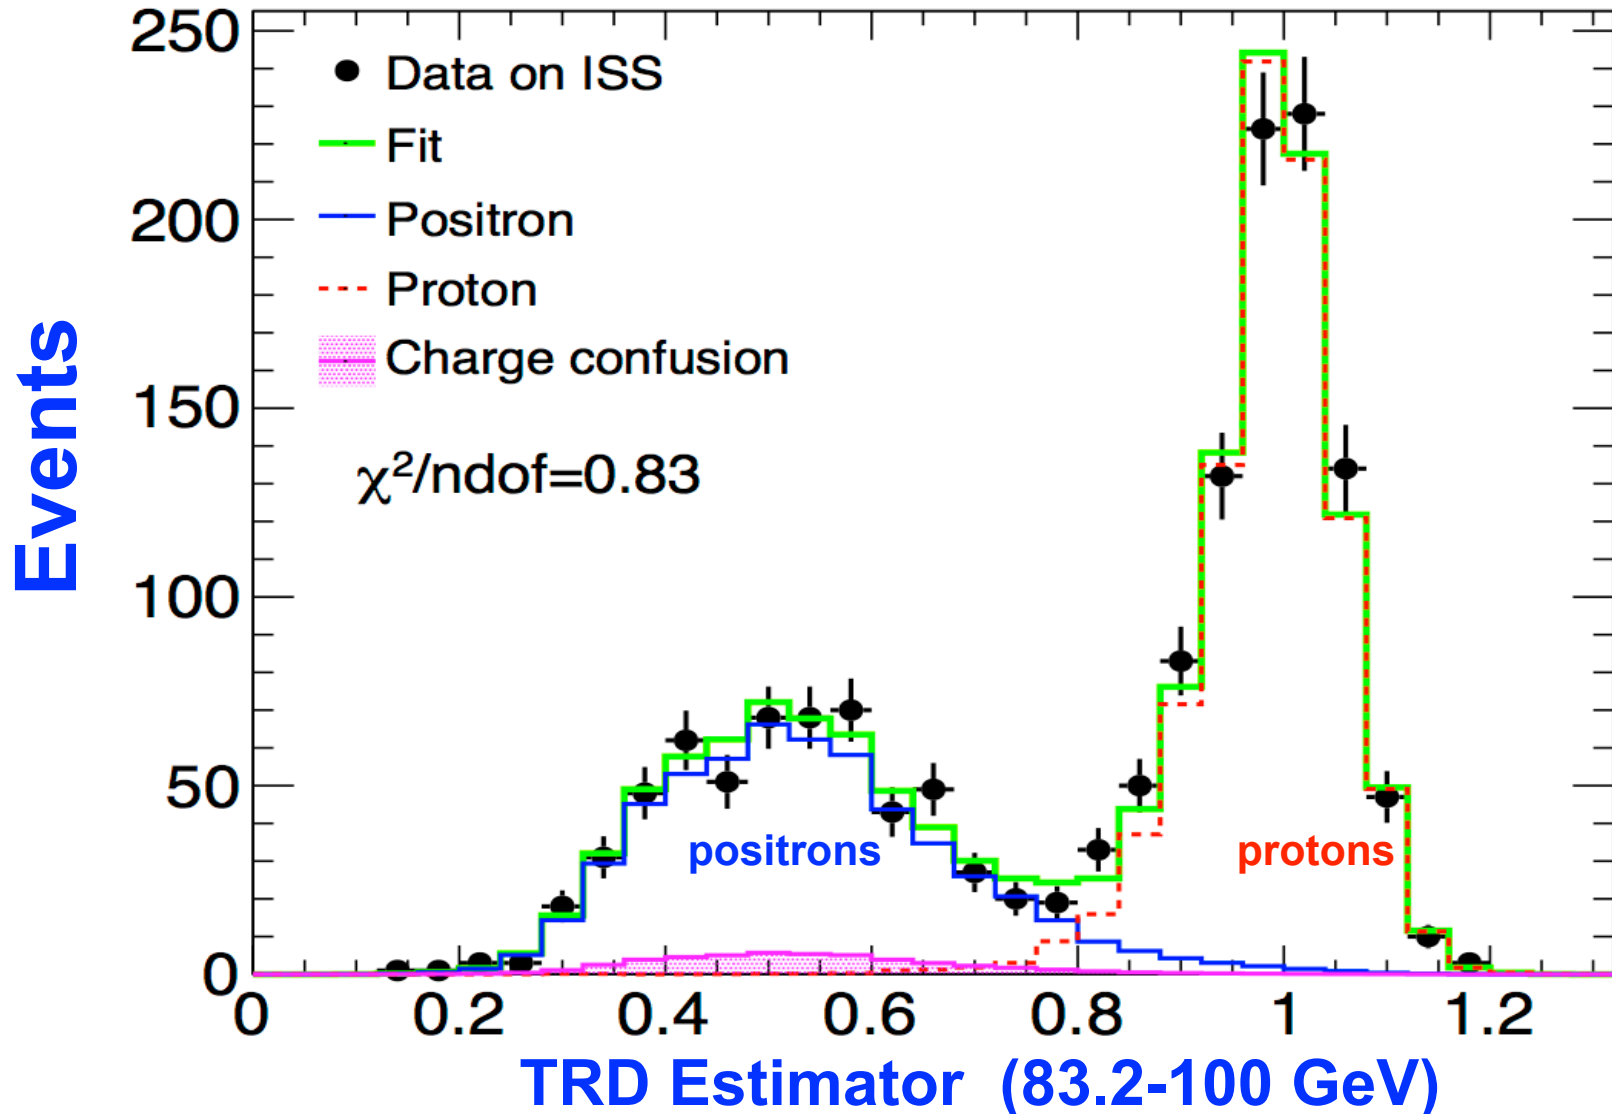 250
200
150
100
50
0
Events
Data on ISS
Fit
Positron
Proton
Charge confusion
χ²/ndof=0.83
positrons
protons
0 0.2 0.4 0.6 0.8 1 1.2
TRD Estimator (83.2-100 GeV)